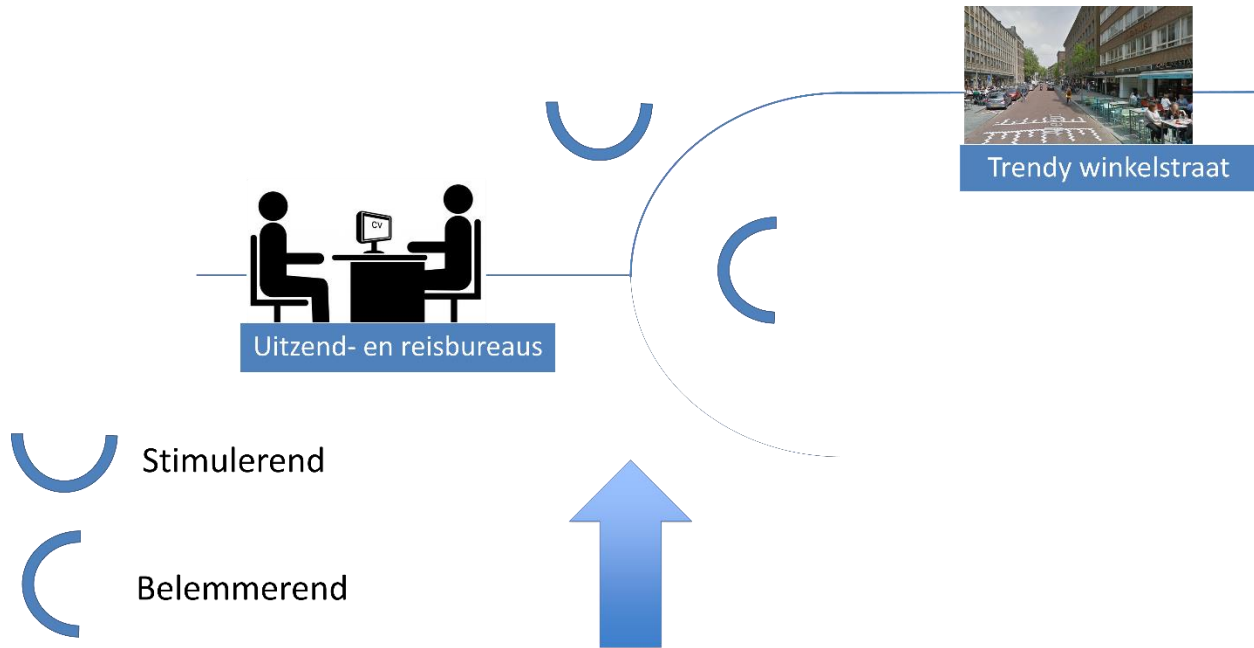 Trendy winkelstraat
CV
Uitzend- en reisbureaus
Stimulerend
Belemmerend